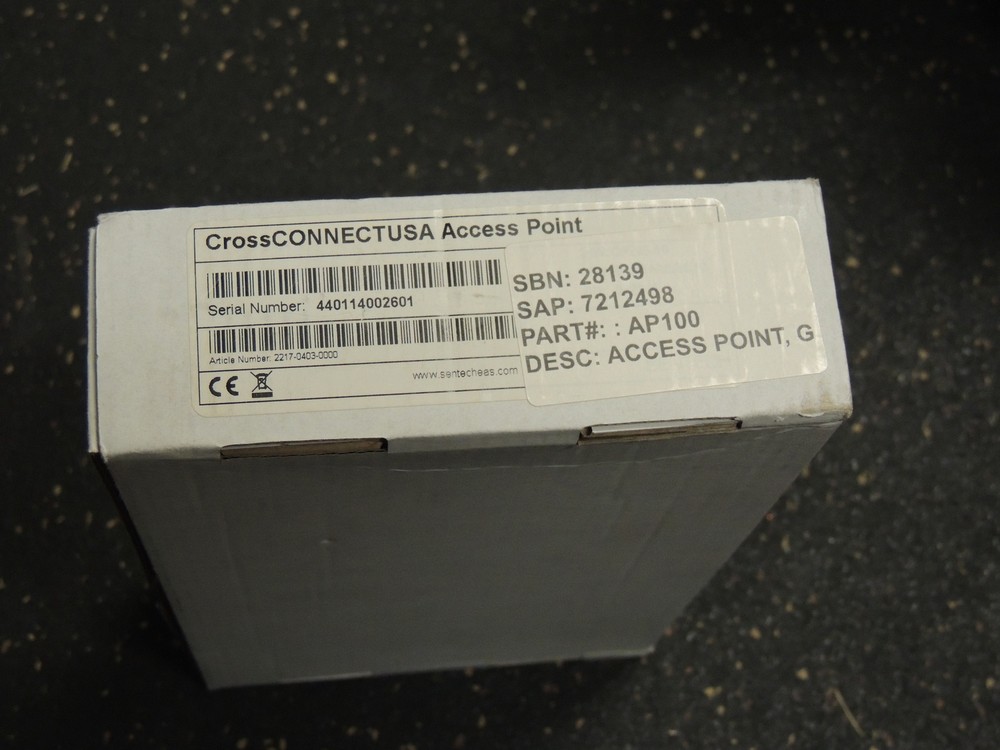 CrossCONNECTUSA Access Point
Serial Number: 440114002601
Article Number: 2217-0403-0000
CE
www.sentecheas.com
SBN: 28139
SAP: 7212498
PART#: : AP100
DESC: ACCESS POINT, G